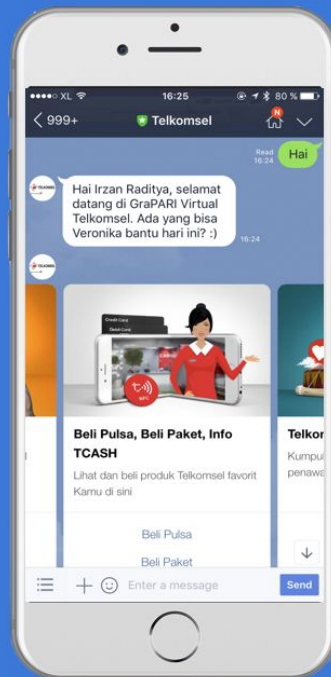 XL 16:25 80 %
999+ Telkomsel N
Read
16:24
Hai
Hai Irzan Raditya, selamat
datang di GraPARI Virtual
Telkomsel. Ada yang bisa
Veronika bantu hari ini? :)
16:24
Credit Card
Debit Card
NFC
Beli Pulsa, Beli Paket, Info
TCASH
Lihat dan beli produk Telkomsel favorit
Kamu di sini
Beli Pulsa
Beli Paket
Telkor
Kumpul
penawa
Enter a message
Send